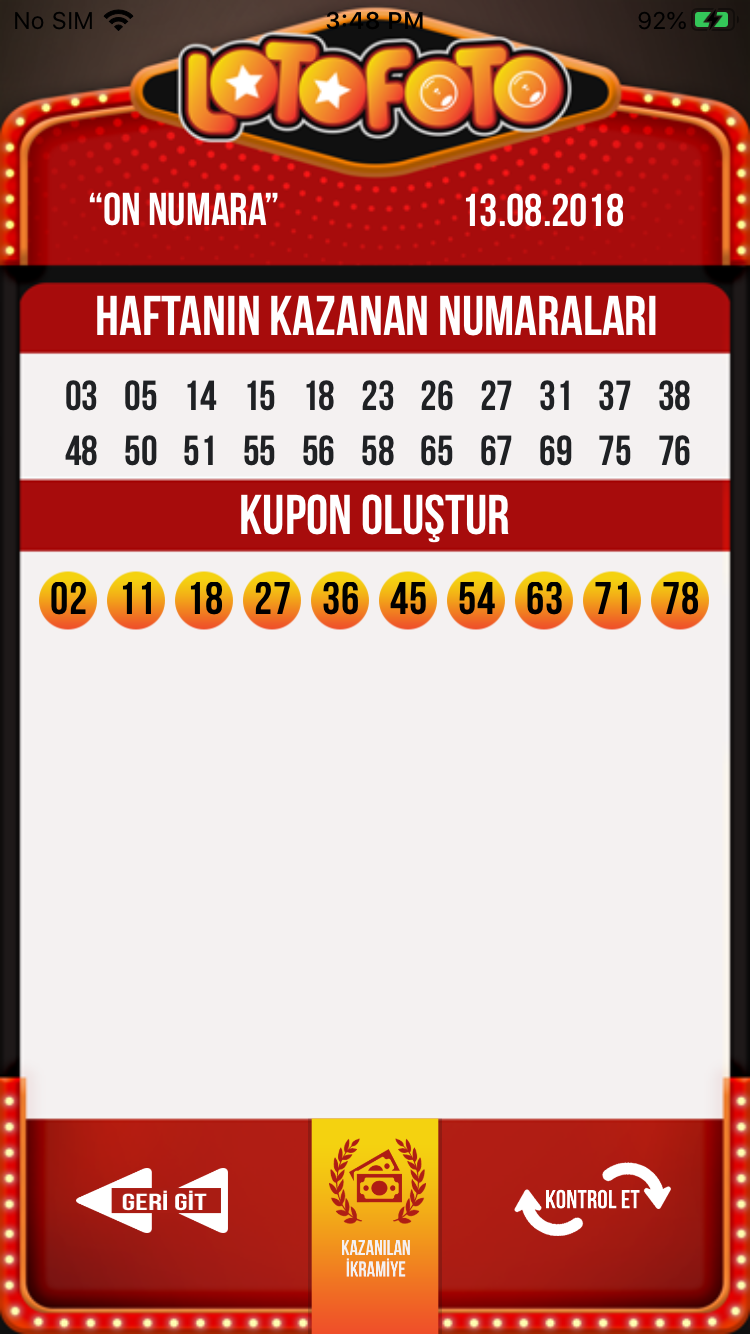 No SIM 3:48 PM 92%
LOTOFOTO
“ON NUMARA” 13.08.2018
HAFTANIN KAZANAN NUMARALARI
03 05 14 15 18 23 26 27 31 37 38
48 50 51 55 56 58 65 67 69 75 76
KUPON OLUŞTUR
02 11 18 27 36 45 54 63 71 78
GERİ GİT
KAZANILAN
İKRAMİYE
KONTROL ET